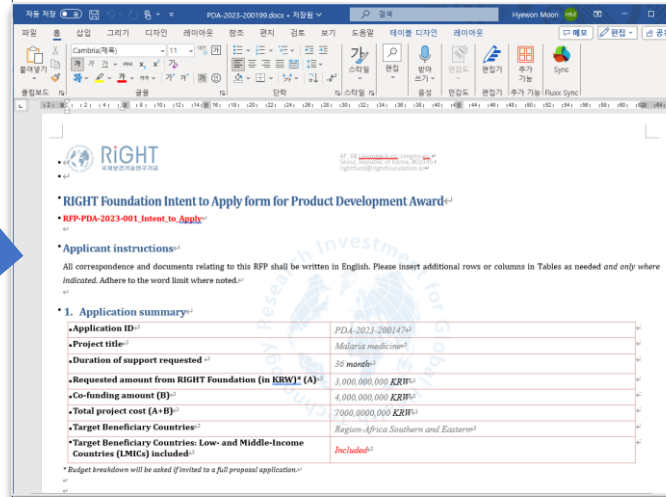 자동 저장
PDA-2023-200199.docx • 저장됨
검색
Hyewon Moon
HM
파일 홈 삽입 그리기 디자인 레이아웃 참조 편지 검토 보기 도움말 테이블 디자인 레이아웃
메모 편집 공유
붙여넣기
Cambria(제목) 11
스타일 편집 받아쓰기 민감도 편집기 추가 기능 Sync
클립보드 글꼴 단락 스타일 음성 민감도 편집기 추가 기능 Fluxx Sync
RIGHT
국제보건기술연구기금
Seoul, Republic of Korea,
rightfund@rightfoundation.kr
RIGHT Foundation Intent to Apply form for Product Development Award
RFP-PDA-2023-001_Intent_to_Apply
Applicant instructions
All correspondence and documents relating to this RFP shall be written in English. Please insert additional rows or columns in Tables as needed and only where
indicated. Adhere to the word limit where noted.
1. Application summary
Application ID PDA-2023-200147
Project title Malaria medicine
Duration of support requested 36 month
Requested amount from RIGHT Foundation (in KRW)* (A) 3,000,000,000 KRW
Co-funding amount (B) 4,000,000,000 KRW
Total project cost (A+B) 7000,0000,000 KRW
Target Beneficiary Countries Region-Africa Southern and Eastern
Target Beneficiary Countries: Low- and Middle-Income
Countries (LMICs) included Included
* Budget breakdown will be asked if invited to a full proposal application.
Research Investment for Global Health Technology